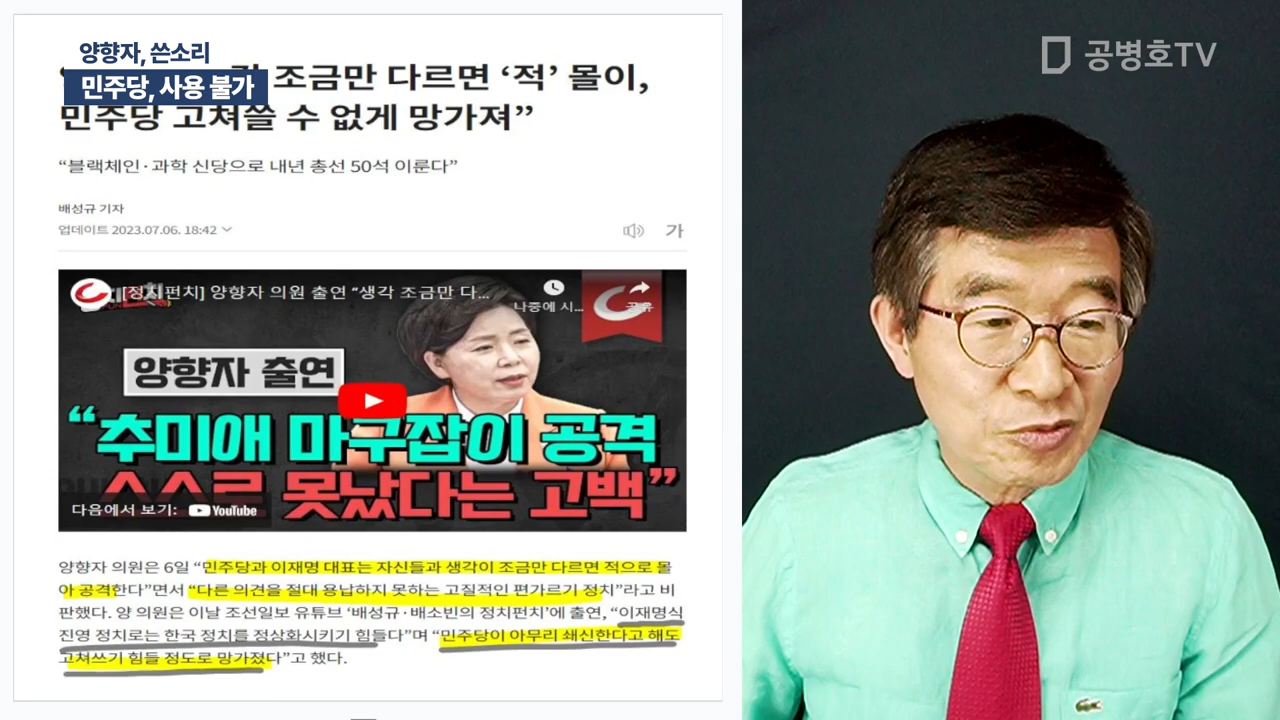 양향자, 쓴소리
민주당, 사용 불가
조금만 다르면 ‘적’ 몰이,
민주당 고쳐쓸 수 없게 망가져”
“블랙체인·과학 신당으로 내년 총선 50석 이룬다”
배성규 기자
업데이트 2023.07.06. 18:42
가
[정치펀치] 양향자 의원 출연 “생각 조금만 다...
나중에 시...
공유
양향자 출연
“추미애 마구잡이 공격
스스로 못났다는 고백”
다음에서 보기: YouTube
양향자 의원은 6일 “민주당과 이재명 대표는 자신들과 생각이 조금만 다르면 적으로 몰
아 공격한다”면서 “다른 의견을 절대 용납하지 못하는 고질적인 편가르기 정치”라고 비
판했다. 양 의원은 이날 조선일보 유튜브 ‘배성규·배소빈의 정치펀치’에 출연, “이재명식
진영 정치로는 한국 정치를 정상화시키기 힘들다”며 “민주당이 아무리 쇄신한다고 해도
고쳐쓰기 힘들 정도로 망가졌다”고 했다.
공병호TV